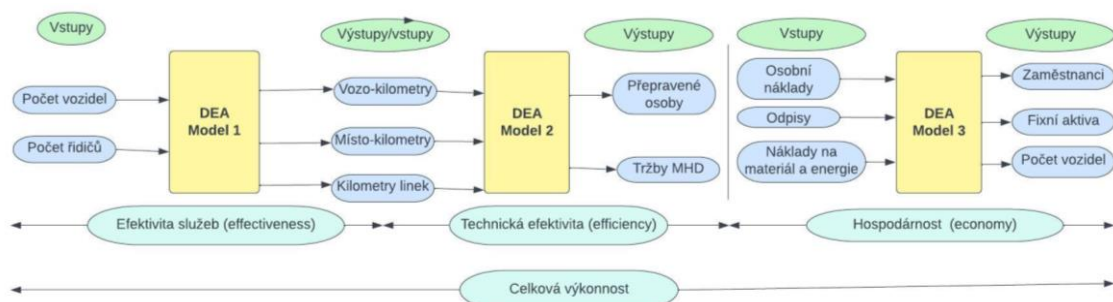 Vstupy
Výstupy/vstupy
Výstupy
Vstupy
Výstupy
Počet vozidel
Počet řidičů
DEA
Model 1
Vozo-kilometry
Místo-kilometry
Kilometry linek
DEA
Model 2
Přepravené
osoby
Tržby MHD
Osobní
náklady
Odpisy
Náklady na
materiál a energie
DEA
Model 3
Zaměstnanci
Fixní aktiva
Počet vozidel
Efektivita služeb (effectiveness)
Technická efektivita (efficiency)
Hospodárnost (economy)
Celková výkonnost